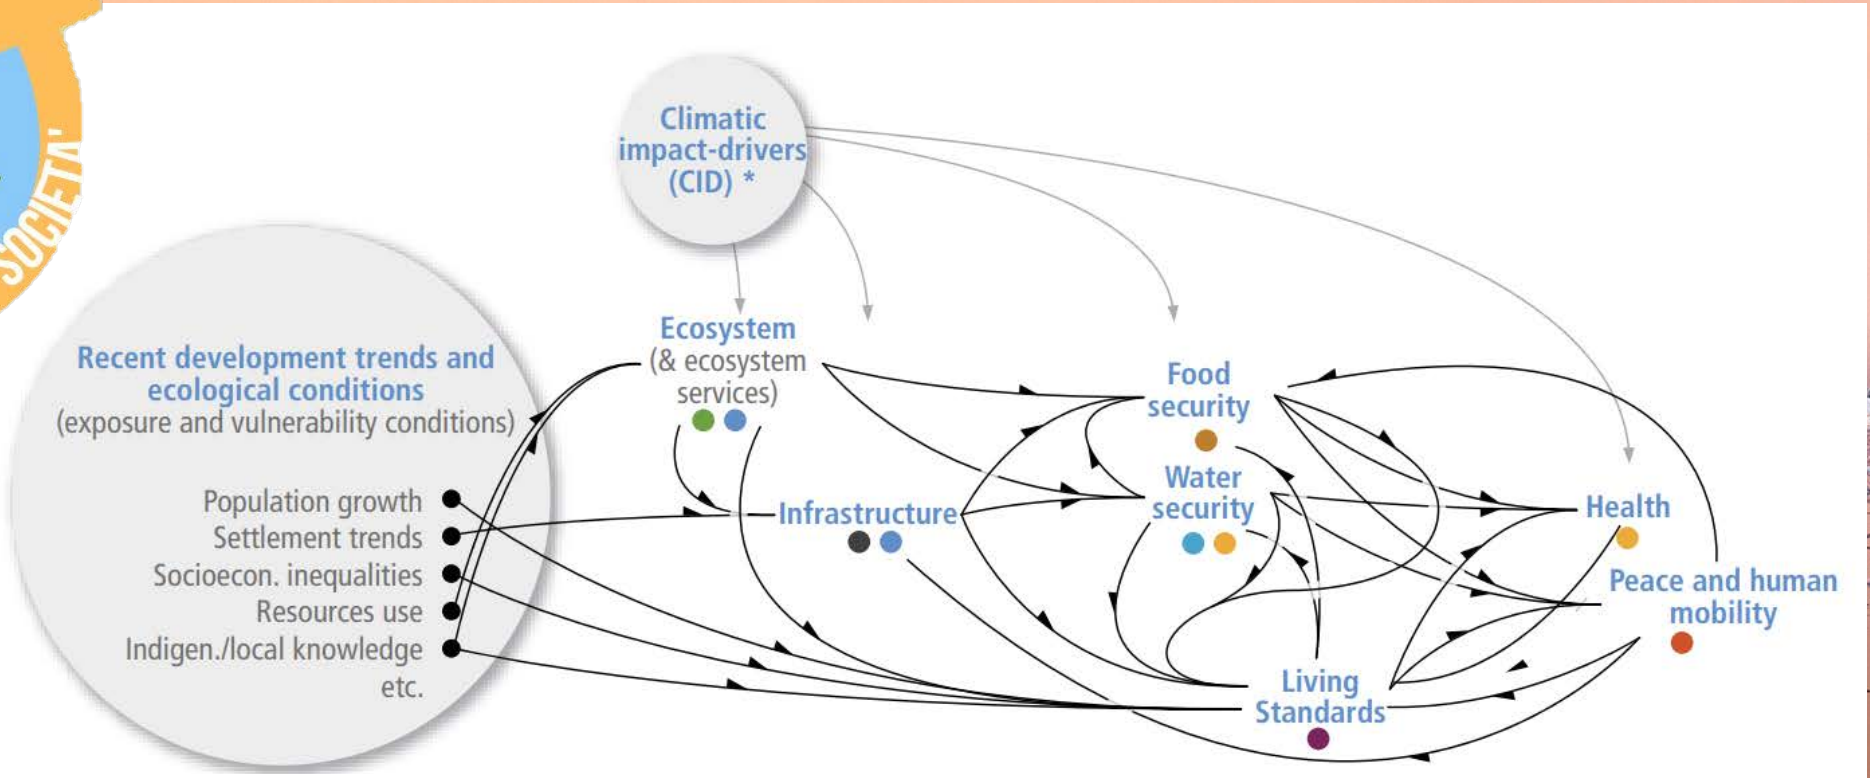 SOCIETA'
Climatic
impact-drivers
(CID) *
Recent development trends and
ecological conditions
(exposure and vulnerability conditions)
Population growth
Settlement trends
Socioecon. inequalities
Resources use
Indigen./local knowledge
etc.
Ecosystem
(& ecosystem
services)
Infrastructure
Food
security
Water
security
Health
Peace and human
mobility
Living
Standards